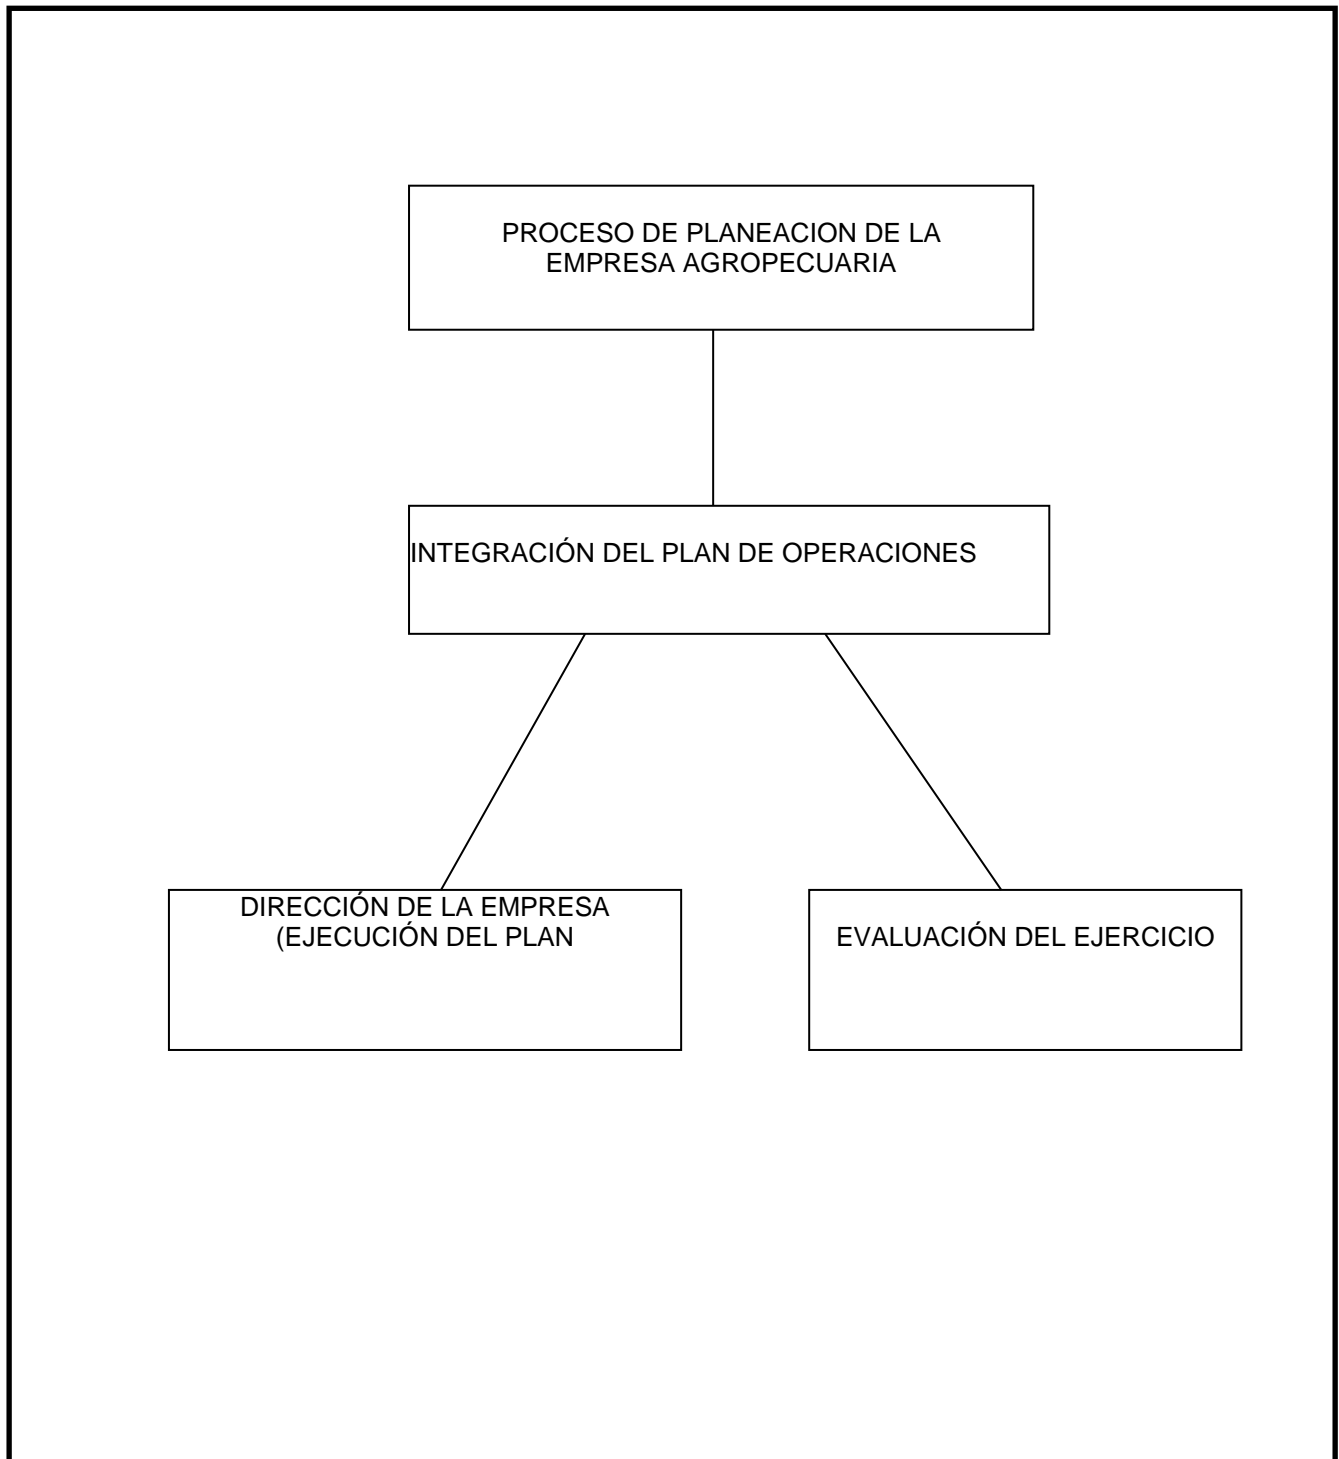 PROCESO DE PLANEACION DE LA
EMPRESA AGROPECUARIA
INTEGRACIÓN DEL PLAN DE OPERACIONES
DIRECCIÓN DE LA EMPRESA
(EJECUCIÓN DEL PLAN
EVALUACIÓN DEL EJERCICIO